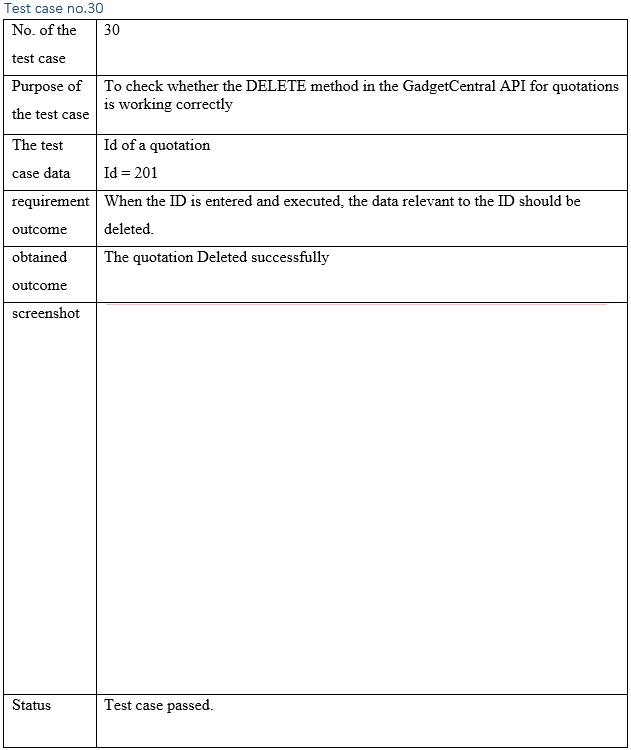 Test case no.30
No. of the
test case
30
Purpose of
the test case
To check whether the DELETE method in the GadgetCentral API for quotations
is working correctly
The test
case data
Id of a quotation
Id = 201
requirement
outcome
When the ID is entered and executed, the data relevant to the ID should be
deleted.
obtained
outcome
The quotation Deleted successfully
screenshot
Status
Test case passed.